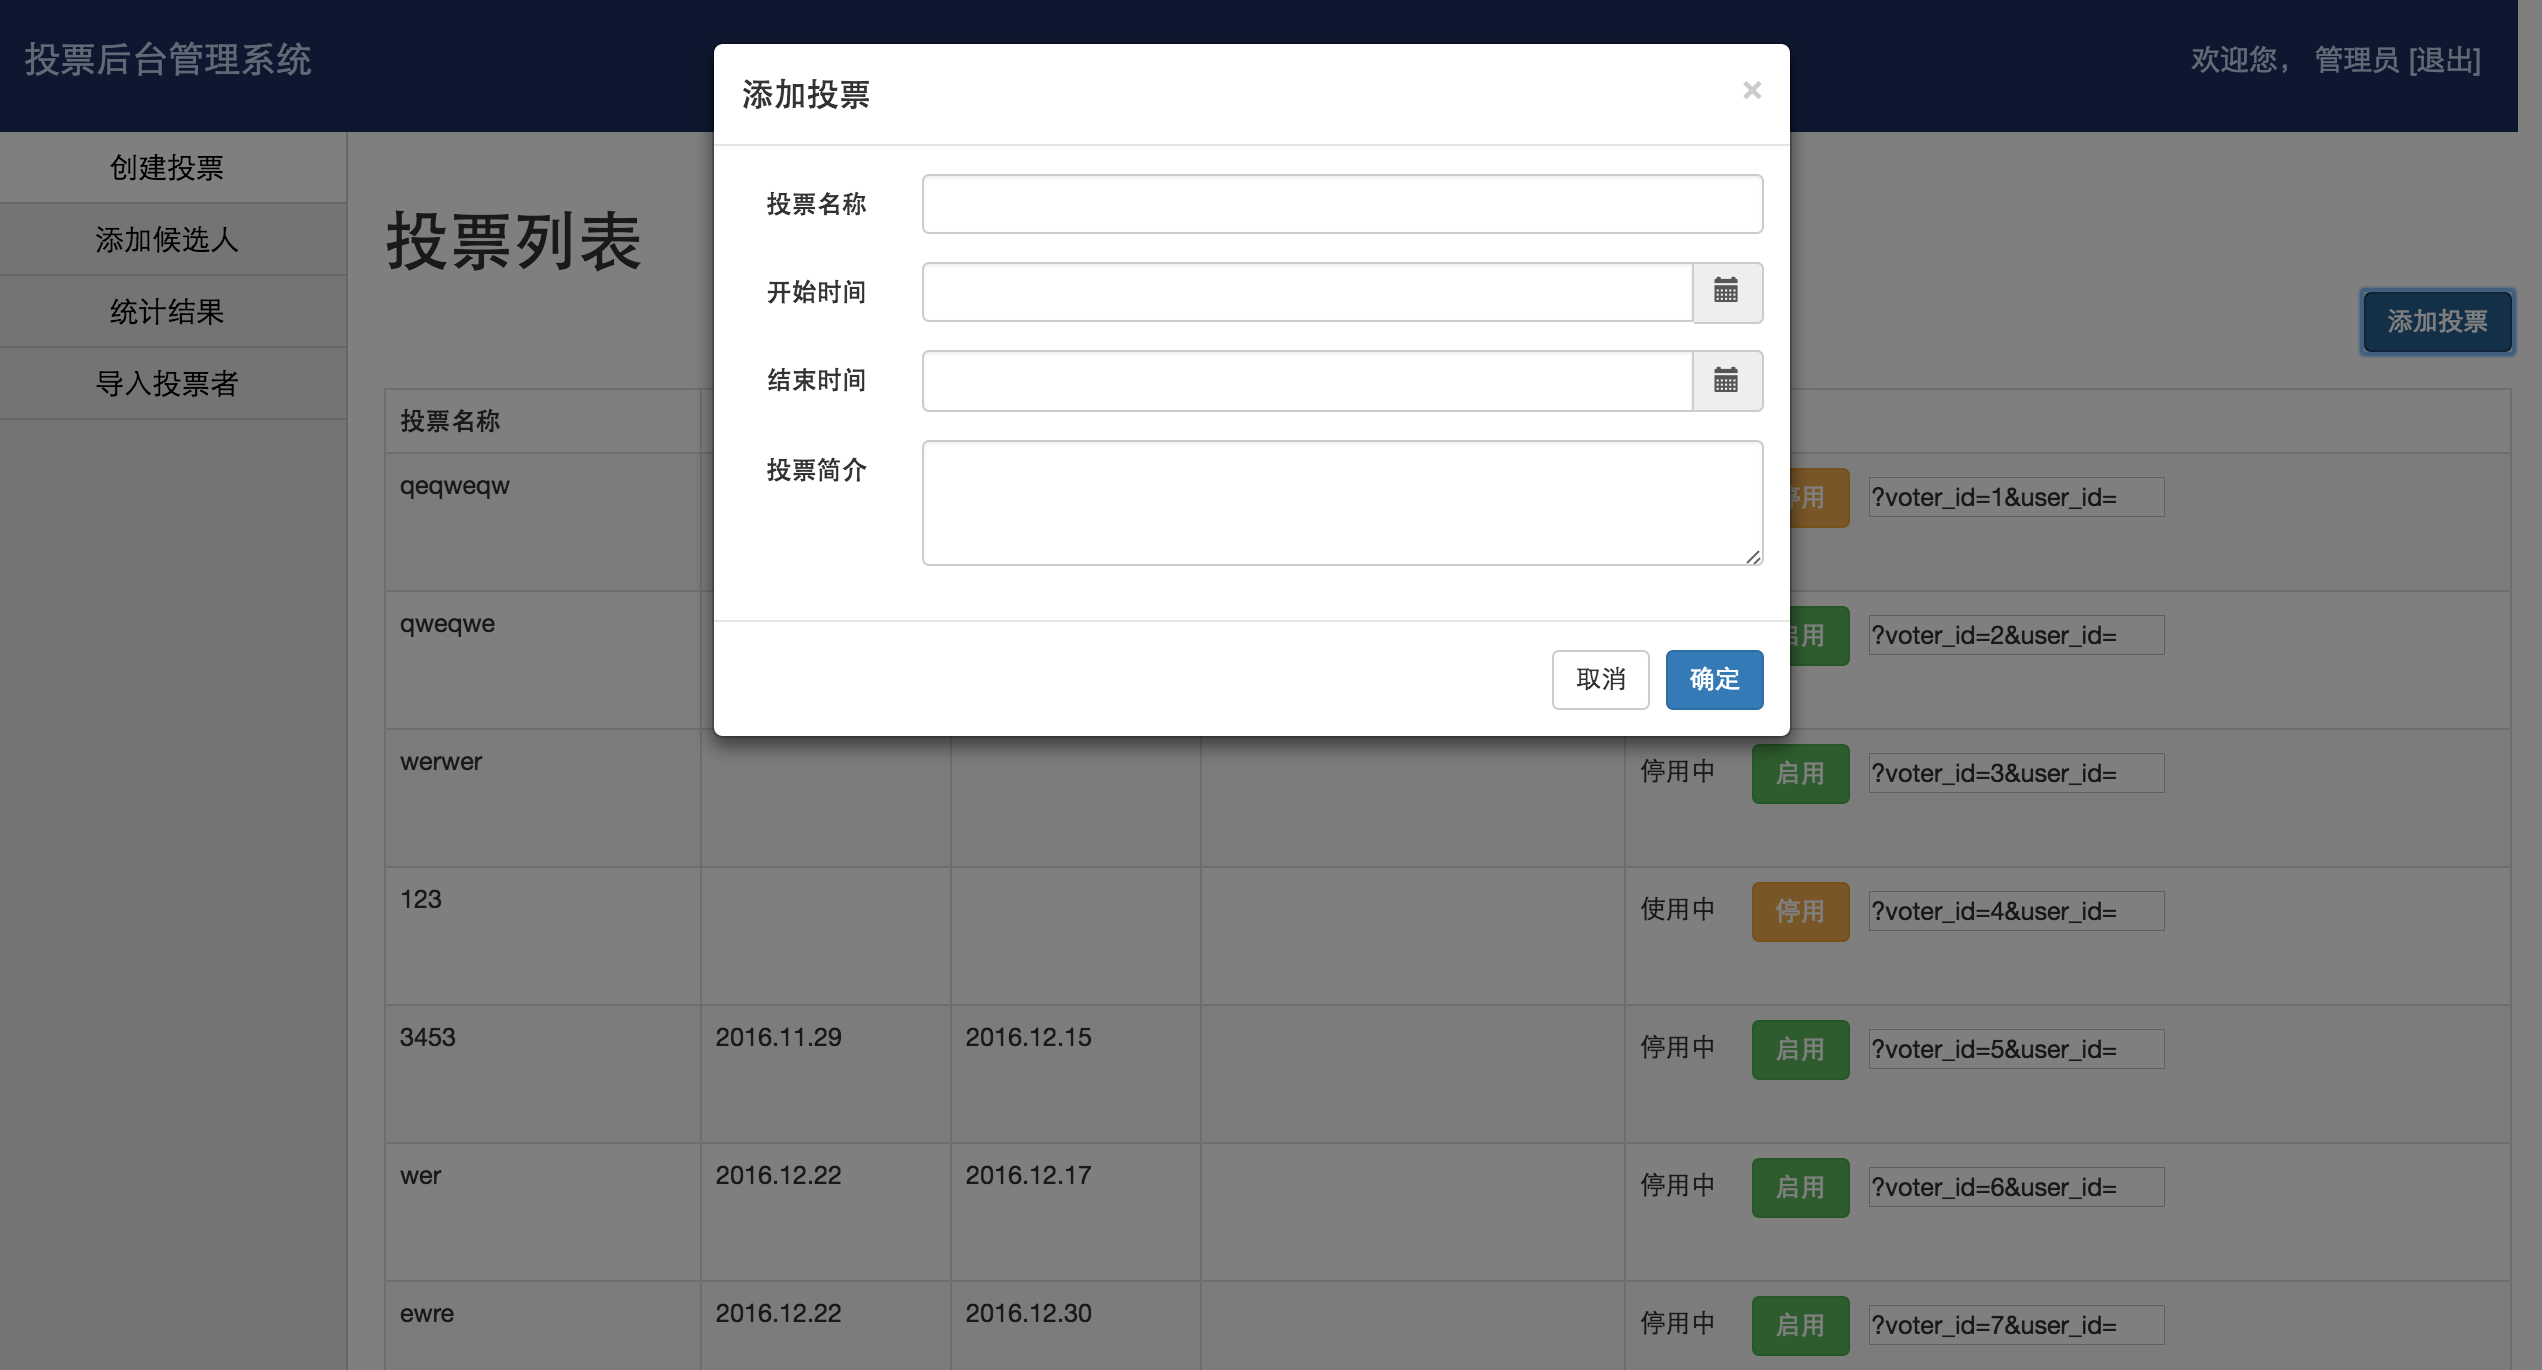 投票后台管理系统
欢迎您， 管理员 [退出]
创建投票
添加候选人
统计结果
导入投票者
投票列表
添加投票
添加投票
×
投票名称
开始时间
结束时间
投票简介
取消 确定
投票名称
qeqweqw 停用 ?voter_id=1&user_id=
qweqwe 启用 ?voter_id=2&user_id=
werwer 停用中 启用 ?voter_id=3&user_id=
123 使用中 停用 ?voter_id=4&user_id=
3453 2016.11.29 2016.12.15 停用中 启用 ?voter_id=5&user_id=
wer 2016.12.22 2016.12.17 停用中 启用 ?voter_id=6&user_id=
ewre 2016.12.22 2016.12.30 停用中 启用 ?voter_id=7&user_id=